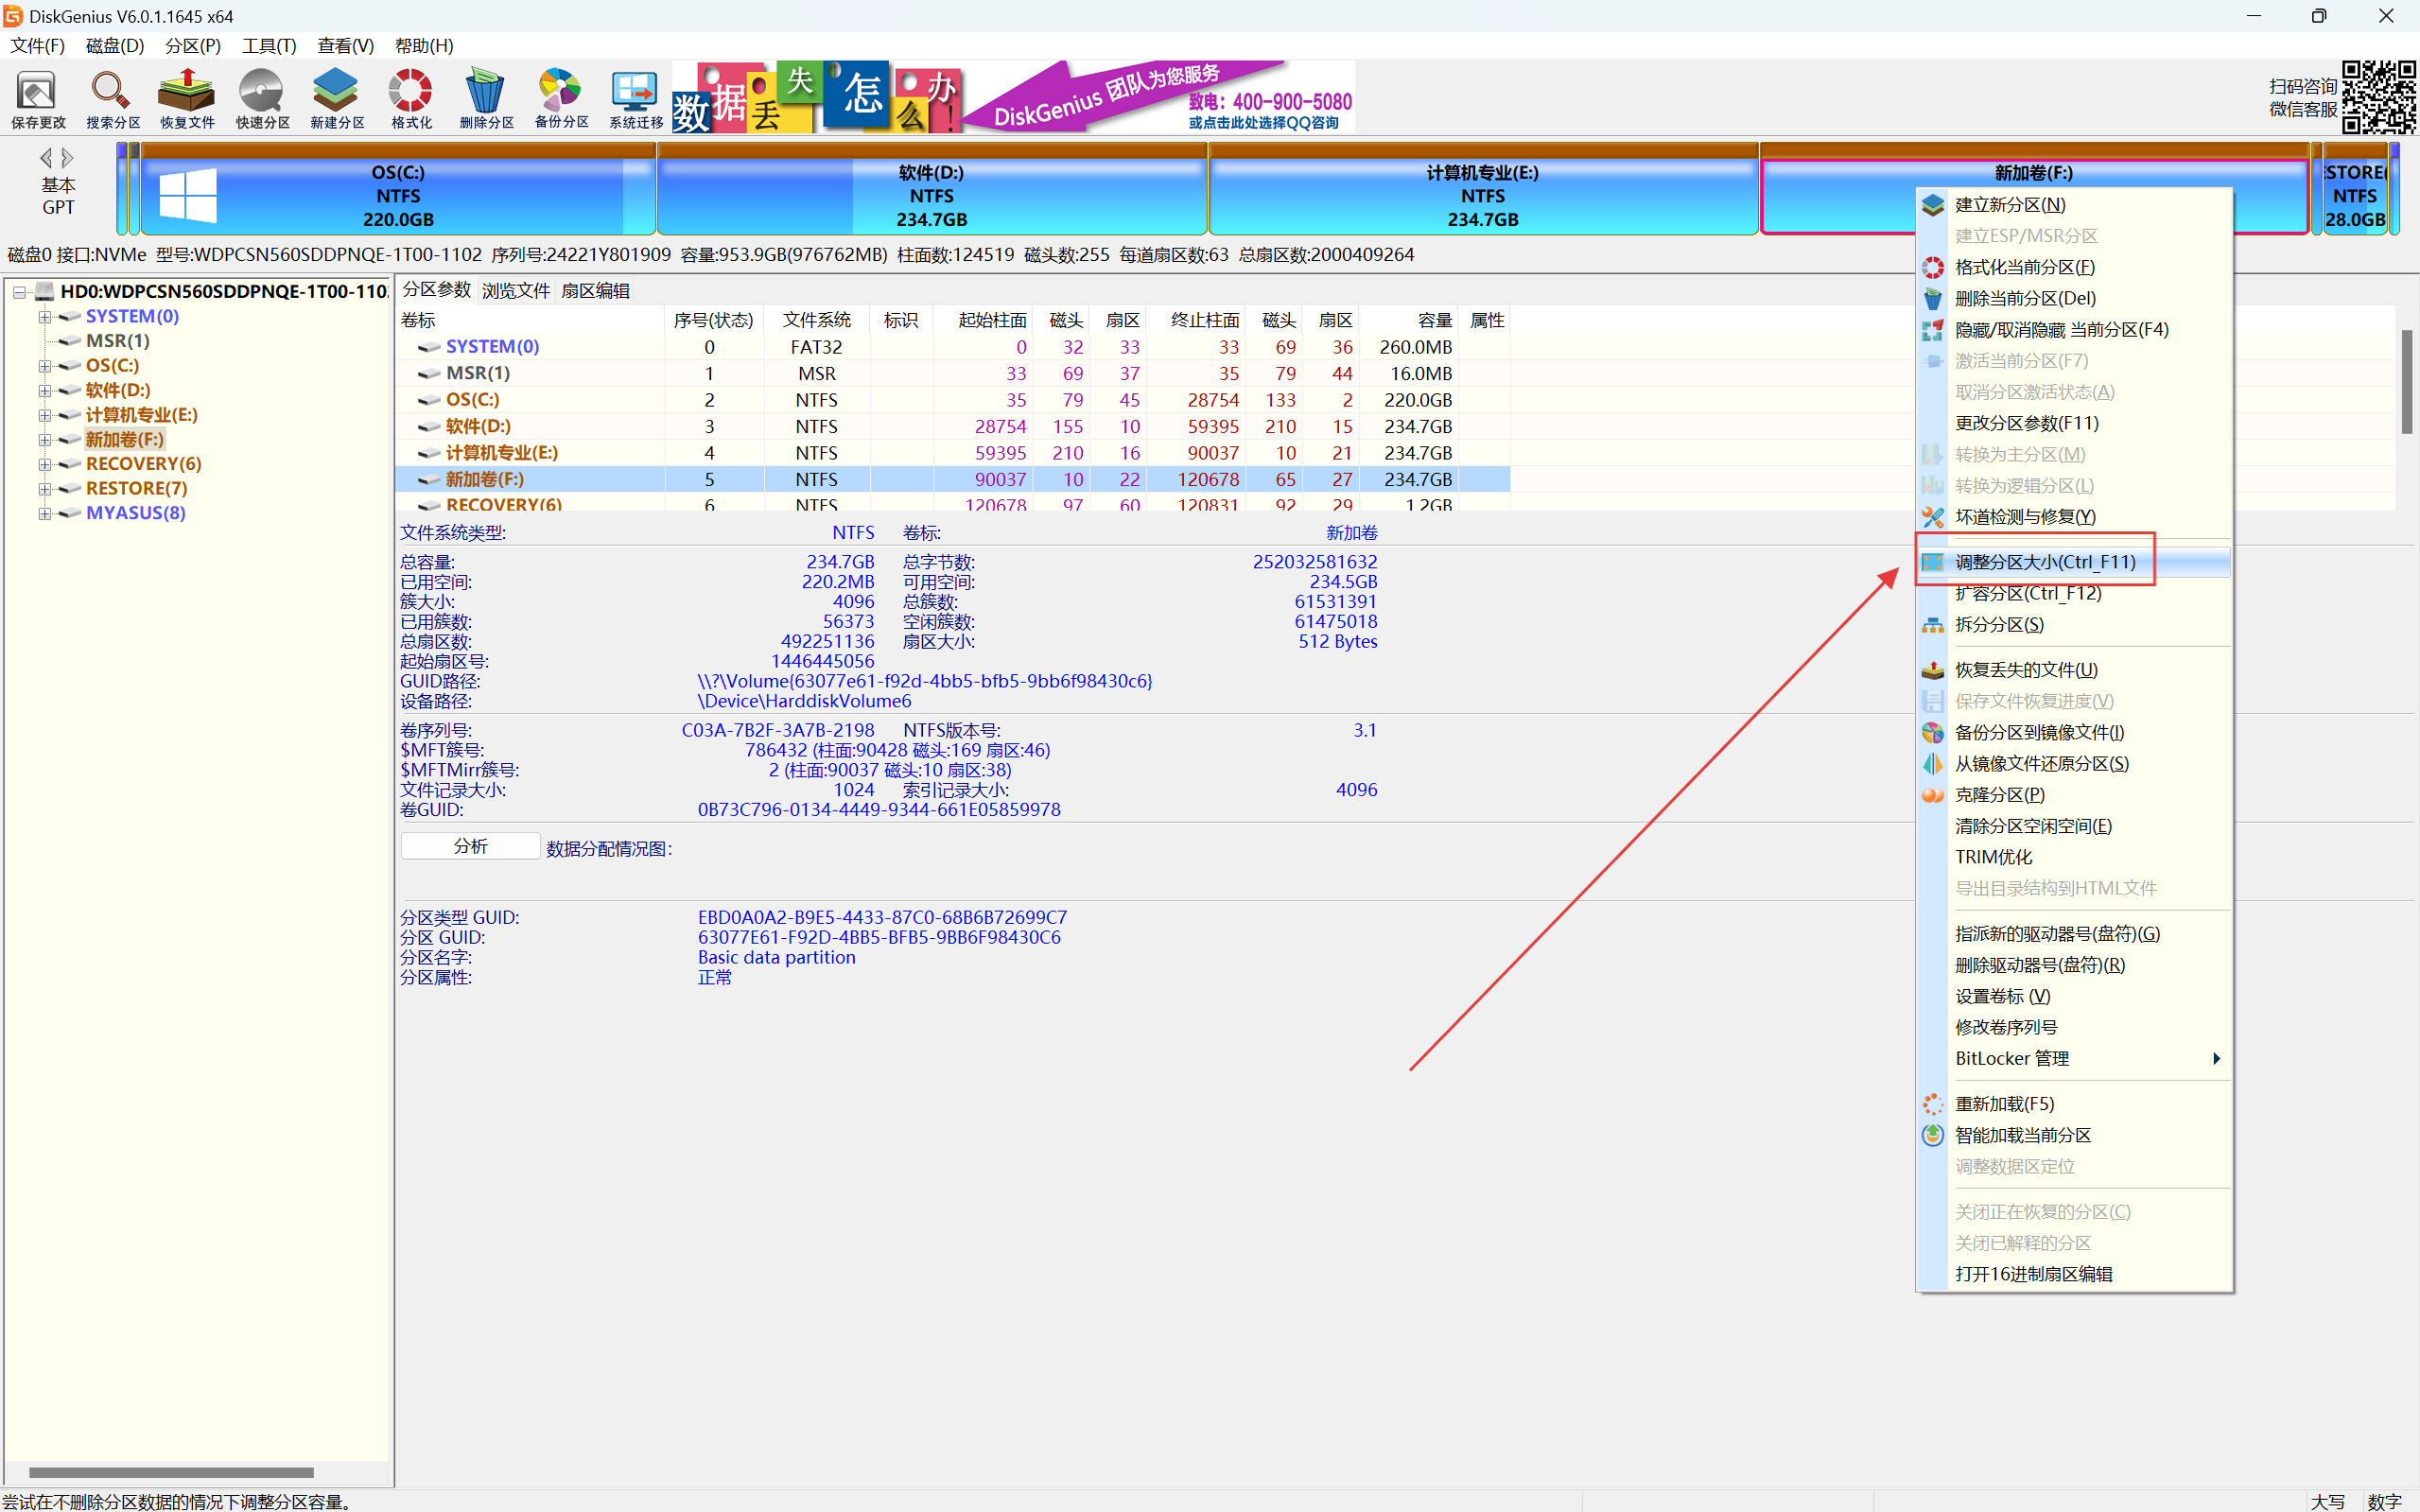 DiskGenius V6.0.1.1645 x64
文件(F) 磁盘(D) 分区(P) 工具(T) 查看(V) 帮助(H)
保存更改 搜索分区 恢复文件 快速分区 新建分区 格式化 删除分区 备份分区 系统迁移
数据丢失怎么办!
DiskGenius 团队为您服务
致电：400-900-5080
或点击此处选择QQ咨询
扫码咨询
微信客服
基本
GPT
OS(C:)
NTFS
220.0GB
软件(D:)
NTFS
234.7GB
计算机专业(E:)
NTFS
234.7GB
新加卷(F:)
STORE(
NTFS
28.0GB
磁盘0 接口:NVMe 型号:WDPCSN560SDDPNQE-1T00-1102 序列号:24221Y801909 容量:953.9GB(976762MB) 柱面数:124519 磁头数:255 每道扇区数:63 总扇区数:2000409264
HD0:WDPCSN560SDDPNQE-1T00-110
SYSTEM(0)
MSR(1)
OS(C:)
软件(D:)
计算机专业(E:)
新加卷(F:)
RECOVERY(6)
RESTORE(7)
MYASUS(8)
分区参数 浏览文件 扇区编辑
卷标 序号(状态) 文件系统 标识 起始柱面 磁头 扇区 终止柱面 磁头 扇区 容量 属性
SYSTEM(0) 0 FAT32 0 32 33 33 69 36 260.0MB
MSR(1) 1 MSR 33 69 37 35 79 44 16.0MB
OS(C:) 2 NTFS 35 79 45 28754 133 2 220.0GB
软件(D:) 3 NTFS 28754 155 10 59395 210 15 234.7GB
计算机专业(E:) 4 NTFS 59395 210 16 90037 10 21 234.7GB
新加卷(F:) 5 NTFS 90037 10 22 120678 65 27 234.7GB
RECOVERY(6) 6 NTFS 120678 97 60 120831 92 29 1.2GB
文件系统类型: NTFS 卷标: 新加卷
总容量: 234.7GB 总字节数: 252032581632
已用空间: 220.2MB 可用空间: 234.5GB
簇大小: 4096 总簇数: 61531391
已用簇数: 56373 空闲簇数: 61475018
总扇区数: 492251136 扇区大小: 512 Bytes
起始扇区号: 1446445056
GUID路径: \\?\Volume{63077e61-f92d-4bb5-bfb5-9bb6f98430c6}
设备路径: \Device\HarddiskVolume6
卷序列号: C03A-7B2F-3A7B-2198 NTFS版本号: 3.1
$MFT簇号: 786432 (柱面:90428 磁头:169 扇区:46)
$MFTMirr簇号: 2 (柱面:90037 磁头:10 扇区:38)
文件记录大小: 1024 索引记录大小: 4096
卷GUID: 0B73C796-0134-4449-9344-661E05859978
分析 数据分配情况图:
分区类型 GUID: EBD0A0A2-B9E5-4433-87C0-68B6B72699C7
分区 GUID: 63077E61-F92D-4BB5-BFB5-9BB6F98430C6
分区名字: Basic data partition
分区属性: 正常
建立新分区(N)
建立ESP/MSR分区
格式化当前分区(F)
删除当前分区(Del)
隐藏/取消隐藏 当前分区(F4)
激活当前分区(F7)
取消分区激活状态(A)
更改分区参数(F11)
转换为主分区(M)
转换为逻辑分区(L)
坏道检测与修复(Y)
调整分区大小(Ctrl_F11)
扩容分区(Ctrl_F12)
拆分分区(S)
恢复丢失的文件(U)
保存文件恢复进度(V)
备份分区到镜像文件(I)
从镜像文件还原分区(S)
克隆分区(P)
清除分区空闲空间(E)
TRIM优化
导出目录结构到HTML文件
指派新的驱动器号(盘符)(G)
删除驱动器号(盘符)(R)
设置卷标 (V)
修改卷序列号
BitLocker 管理
重新加载(F5)
智能加载当前分区
调整数据区定位
关闭正在恢复的分区(C)
关闭已解释的分区
打开16进制扇区编辑
尝试在不删除分区数据的情况下调整分区容量。
大写 数字